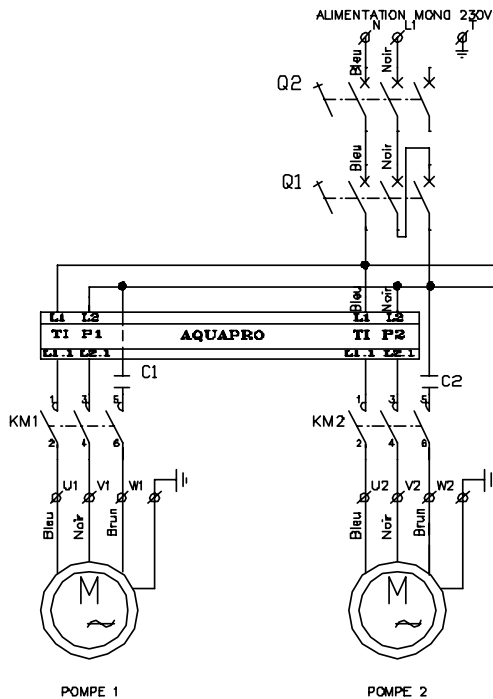 ALIMENTATION MONO 230V
N L1 T
Bleu Noir
Q2
Bleu Noir
Q1
Bleu Noir
L1 L2 L1 L2
TI P1 AQUAPRO TI P2
L1.1 L2.1 L1.1 L2.1
C1 C2
1 3 5 1 3 5
KM1 KM2
2 4 6 2 4 6
U1 V1 W1 U2 V2 W2
Bleu Noir Brun Bleu Noir Brun
M M
POMPE 1 POMPE 2